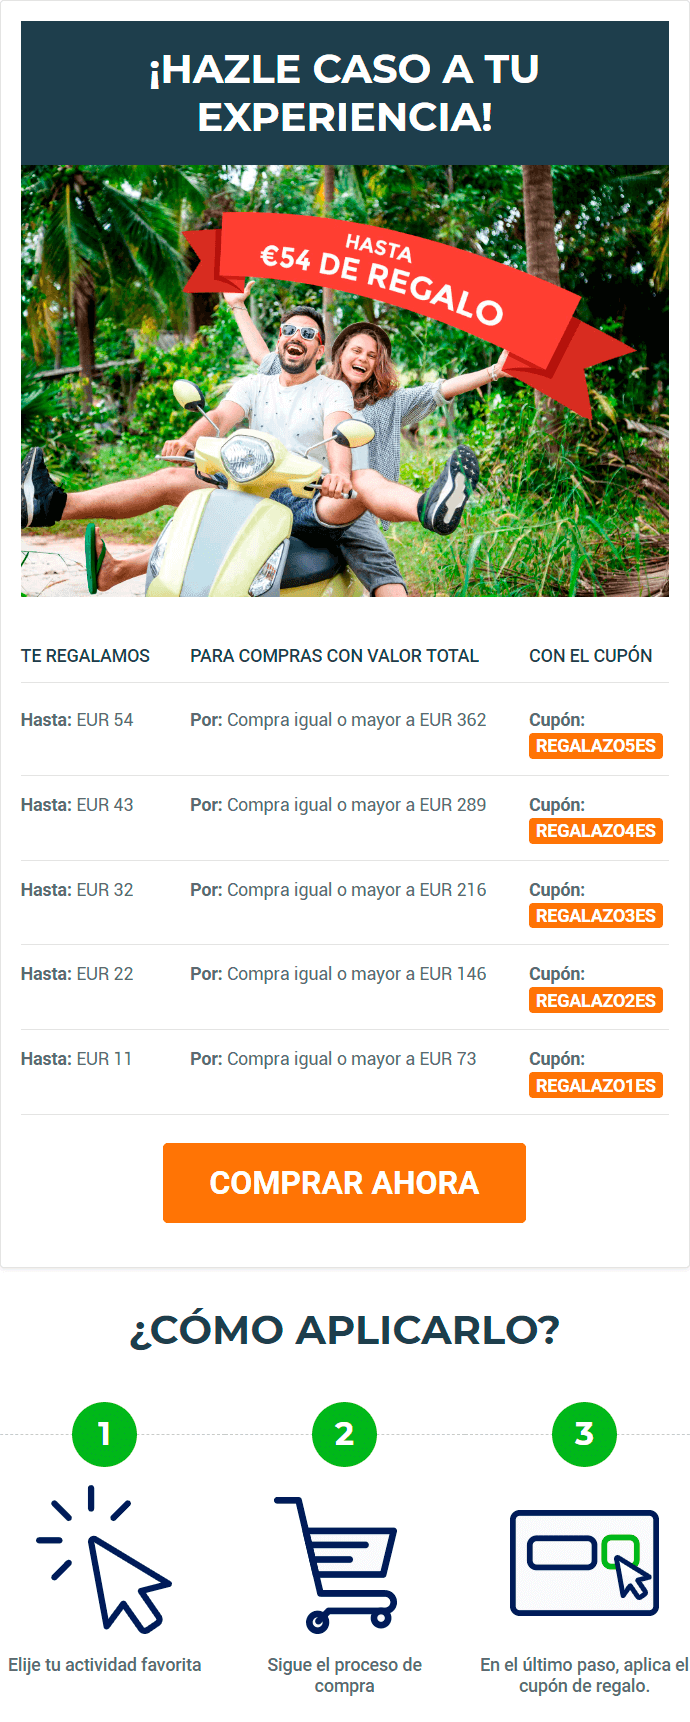 ¡HAZLE CASO A TU
EXPERIENCIA!
HASTA
€54 DE REGALO
TE REGALAMOS PARA COMPRAS CON VALOR TOTAL CON EL CUPÓN
Hasta: EUR 54 Por: Compra igual o mayor a EUR 362 Cupón:
REGALAZO5ES
Hasta: EUR 43 Por: Compra igual o mayor a EUR 289 Cupón:
REGALAZO4ES
Hasta: EUR 32 Por: Compra igual o mayor a EUR 216 Cupón:
REGALAZO3ES
Hasta: EUR 22 Por: Compra igual o mayor a EUR 146 Cupón:
REGALAZO2ES
Hasta: EUR 11 Por: Compra igual o mayor a EUR 73 Cupón:
REGALAZO1ES
COMPRAR AHORA
¿CÓMO APLICARLO?
1 2 3
Elije tu actividad favorita
Sigue el proceso de
compra
En el último paso, aplica el
cupón de regalo.